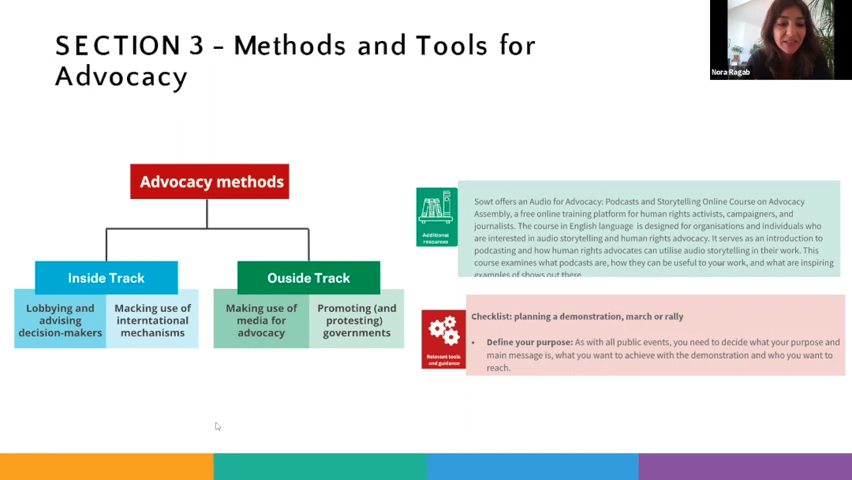 SECTION 3 – Methods and Tools for
Advocacy
Nora Ragab
Advocacy methods
Inside Track
Ouside Track
Lobbying and
advising
decision-makers
Macking use of
interntational
mechanisms
Making use of
media for
advocacy
Promoting (and
protesting)
governments
Additional
resources
Sowt offers an Audio for Advocacy: Podcasts and Storytelling Online Course on Advocacy
Assembly, a free online training platform for human rights activists, campaigners, and
journalists. The course in English language is designed for organisations and individuals who
are interested in audio storytelling and human rights advocacy. It serves as an introduction to
podcasting and how human rights advocates can utilise audio storytelling in their work. This
course examines what podcasts are, how they can be useful to your work, and what are inspiring
examples of shows out there.
Relevant tools
and guidance
Checklist: planning a demonstration, march or rally
• Define your purpose: As with all public events, you need to decide what your purpose and
main message is, what you want to achieve with the demonstration and who you want to
reach.